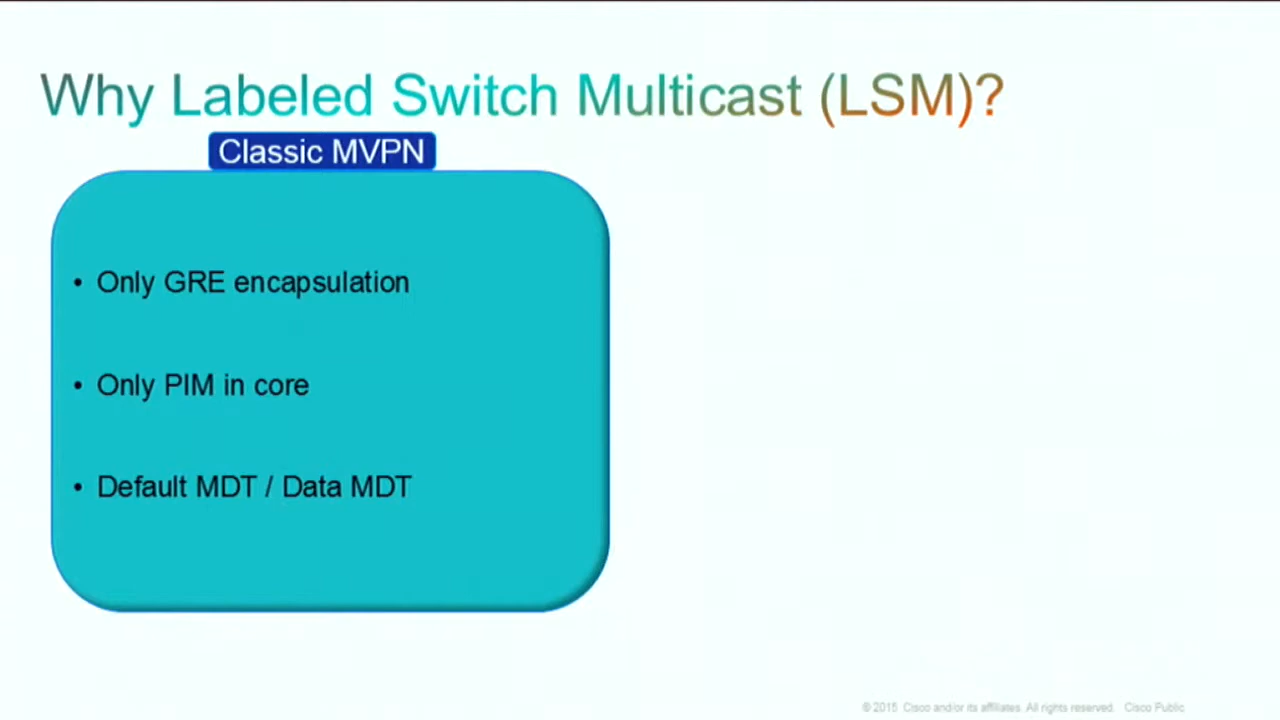 Why Labeled Switch Multicast (LSM)?
Classic MVPN
• Only GRE encapsulation
• Only PIM in core
• Default MDT / Data MDT
© 2015 Cisco and/or its affiliates. All rights reserved. Cisco Public